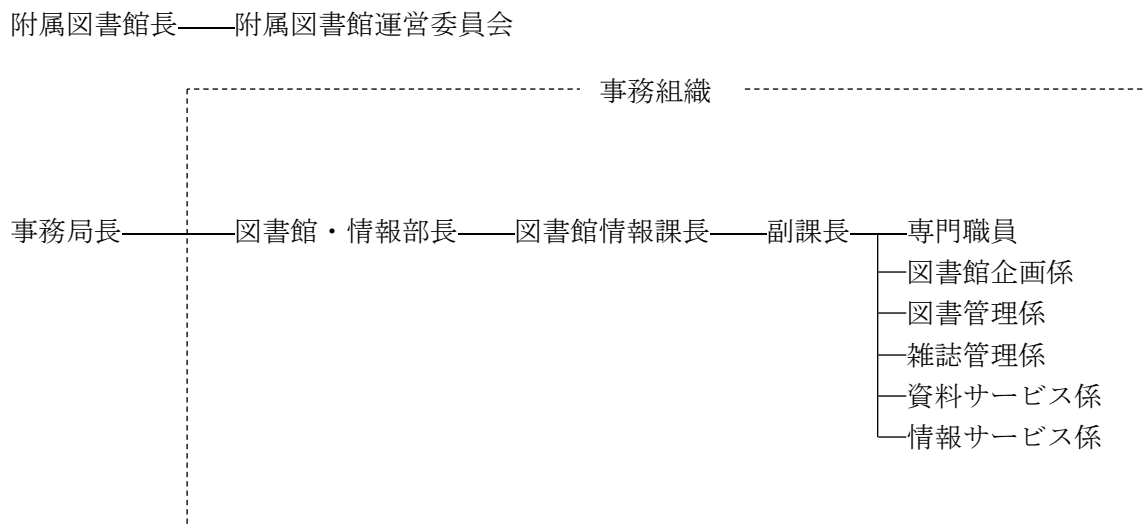 附属図書館長 附属図書館運営委員会
事務組織
事務局長 図書館・情報部長 図書館情報課長 副課長 専門職員
図書館企画係
図書管理係
雑誌管理係
資料サービス係
情報サービス係